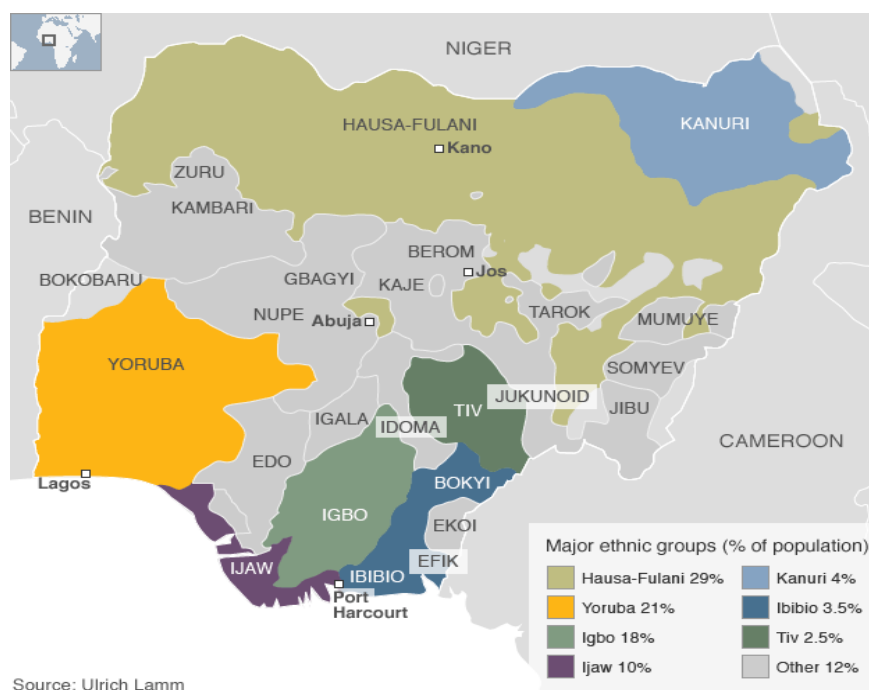 NIGER
HAUSA-FULANI
KANURI
Kano
ZURU
KAMBARI
BENIN
BEROM
BOKOBARU
GBAGYI
Jos
KAJE
NUPE
TAROK
Abuja
MUMUYE
YORUBA
SOMYEV
JUKUNOID
TIV
JIBU
IGALA
IDOMA
CAMEROON
EDO
Lagos
BOKYI
IGBO
EKOI
EFIK
IJAW
IBIBIO
Port
Harcourt
Major ethnic groups (% of population)
Hausa-Fulani 29%
Kanuri 4%
Yoruba 21%
Ibibio 3.5%
Igbo 18%
Tiv 2.5%
Ijaw 10%
Other 12%
Source: Ulrich Lamm